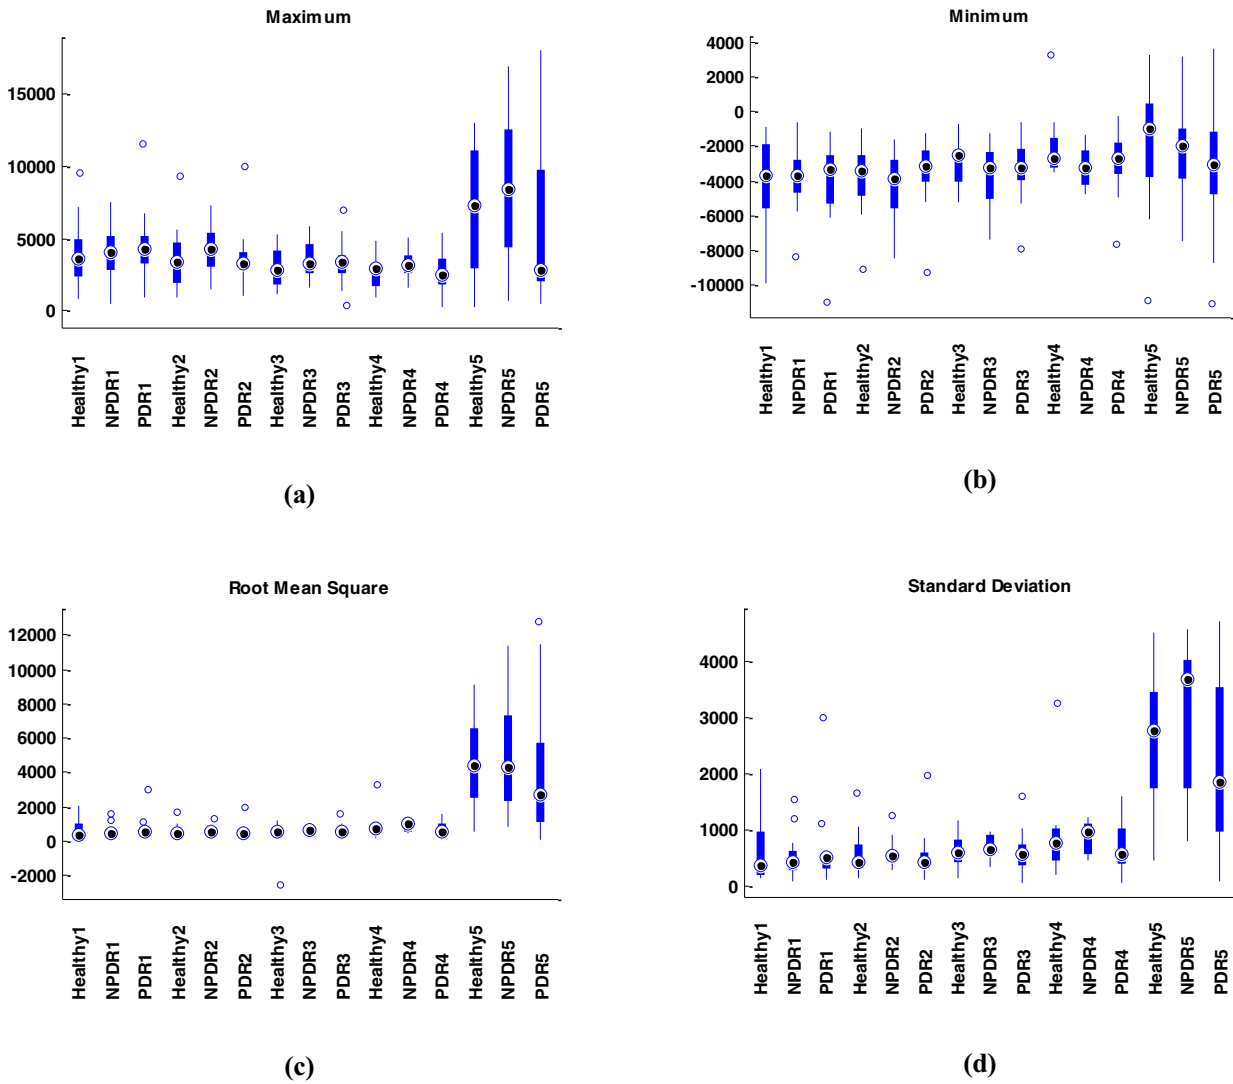 Maximum
15000
10000
5000
0
Healthy1
NPDR1
PDR1
Healthy2
NPDR2
PDR2
Healthy3
NPDR3
PDR3
Healthy4
NPDR4
PDR4
Healthy5
NPDR5
PDR5
(a)
Minimum
4000
2000
0
-2000
-4000
-6000
-8000
-10000
Healthy1
NPDR1
PDR1
Healthy2
NPDR2
PDR2
Healthy3
NPDR3
PDR3
Healthy4
NPDR4
PDR4
Healthy5
NPDR5
PDR5
(b)
Root Mean Square
12000
10000
8000
6000
4000
2000
0
-2000
Healthy1
NPDR1
PDR1
Healthy2
NPDR2
PDR2
Healthy3
NPDR3
PDR3
Healthy4
NPDR4
PDR4
Healthy5
NPDR5
PDR5
(c)
Standard Deviation
4000
3000
2000
1000
0
Healthy1
NPDR1
PDR1
Healthy2
NPDR2
PDR2
Healthy3
NPDR3
PDR3
Healthy4
NPDR4
PDR4
Healthy5
NPDR5
PDR5
(d)